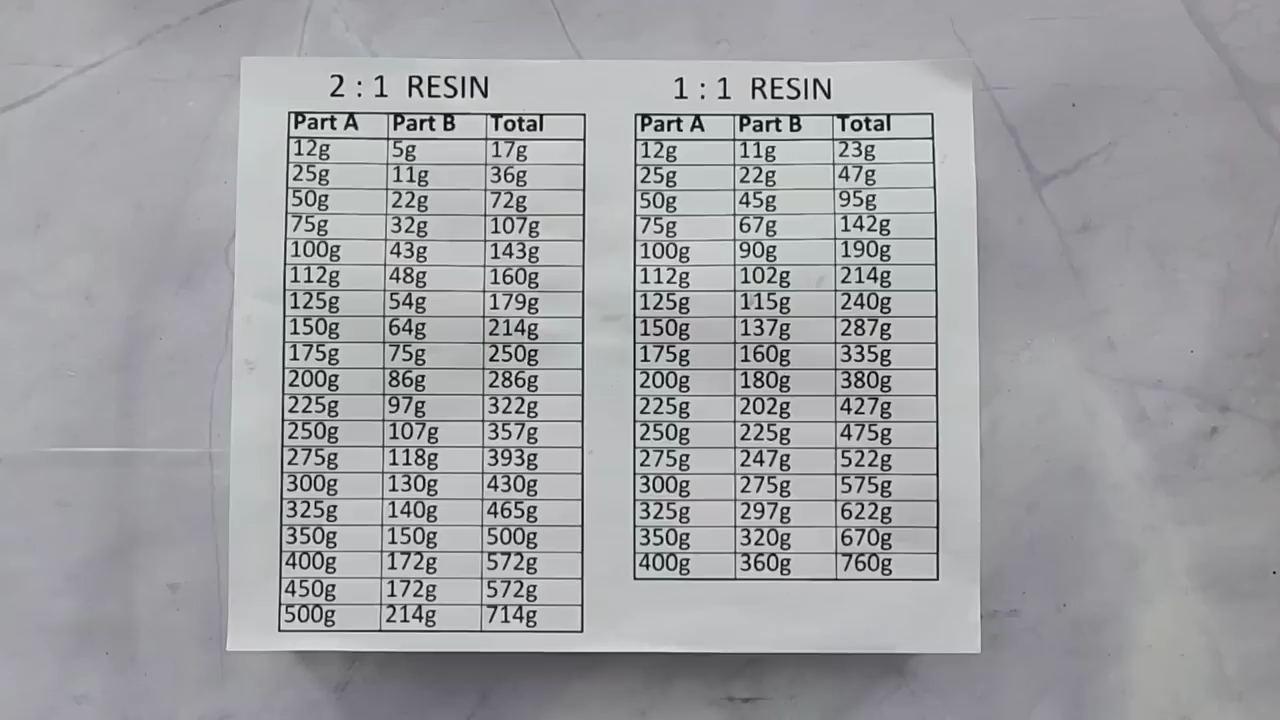 2 : 1 RESIN
Part A Part B Total
12g 5g 17g
25g 11g 36g
50g 22g 72g
75g 32g 107g
100g 43g 143g
112g 48g 160g
125g 54g 179g
150g 64g 214g
175g 75g 250g
200g 86g 286g
225g 97g 322g
250g 107g 357g
275g 118g 393g
300g 130g 430g
325g 140g 465g
350g 150g 500g
400g 172g 572g
450g 172g 572g
500g 214g 714g
1 : 1 RESIN
Part A Part B Total
12g 11g 23g
25g 22g 47g
50g 45g 95g
75g 67g 142g
100g 90g 190g
112g 102g 214g
125g 115g 240g
150g 137g 287g
175g 160g 335g
200g 180g 380g
225g 202g 427g
250g 225g 475g
275g 247g 522g
300g 275g 575g
325g 297g 622g
350g 320g 670g
400g 360g 760g